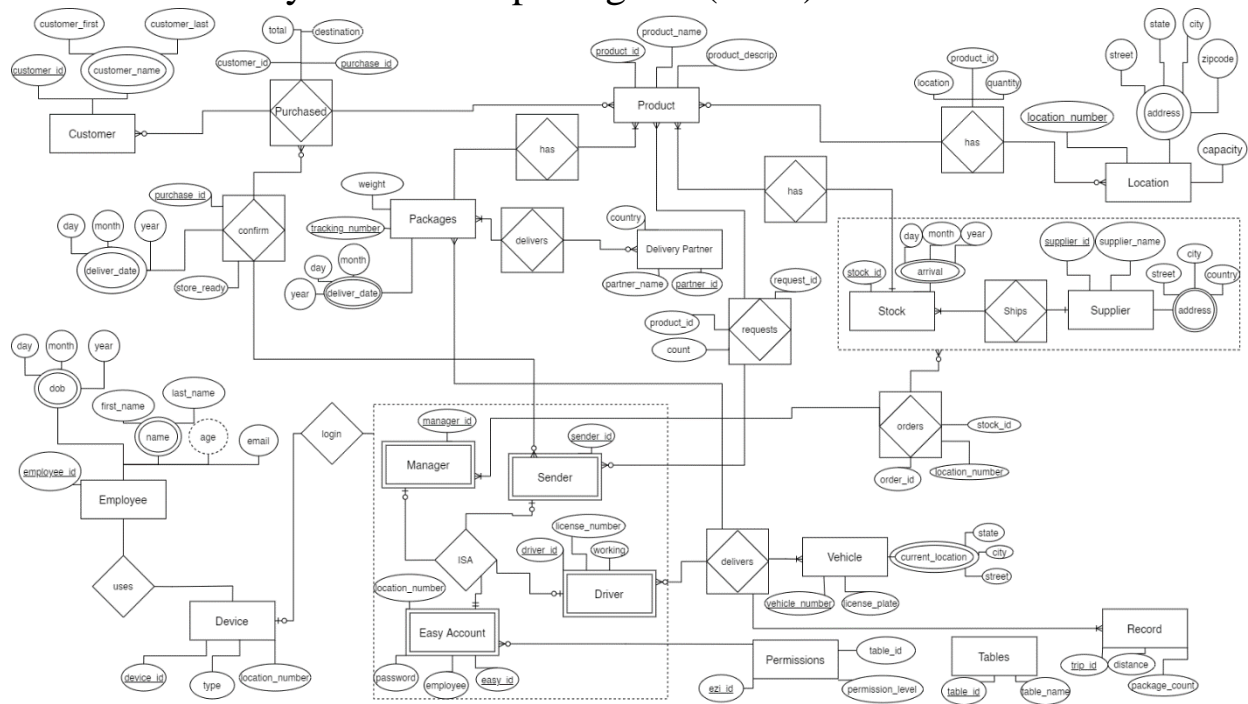 customer_first
customer_last
customer_id
customer_name
Customer
total
destination
customer_id
purchase_id
Purchased
product_id
product_name
product_descrip
Product
product_id
location
quantity
has
state
city
street
zipcode
address
location_number
capacity
Location
has
has
purchase_id
day
month
year
deliver_date
confirm
store_ready
weight
tracking_number
Packages
day
month
year
deliver_date
delivers
country
Delivery Partner
partner_name
partner_id
request_id
product_id
count
requests
day
month
year
stock_id
arrival
Stock
Ships
supplier_id
supplier_name
Supplier
city
street
country
address
day
month
year
dob
first_name
last_name
name
age
email
employee_id
Employee
login
uses
Device
device_id
type
location_number
manager_id
Manager
sender_id
Sender
ISA
license_number
driver_id
working
Driver
ocation_number
Easy Account
password
employee
easy_id
orders
stock_id
location_number
order_id
delivers
Vehicle
vehicle_number
license_plate
current_location
state
city
street
Permissions
table_id
ezi_id
permission_level
Tables
table_id
table_name
Record
trip_id
distance
package_count